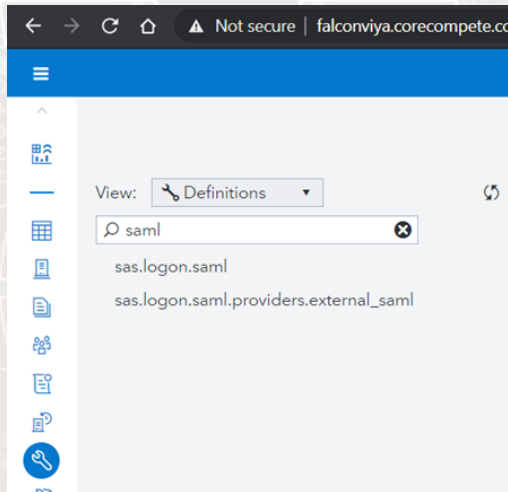 Not secure | falconviya.corecompete.co
View: Definitions
saml
sas.logon.saml
sas.logon.saml.providers.external_saml